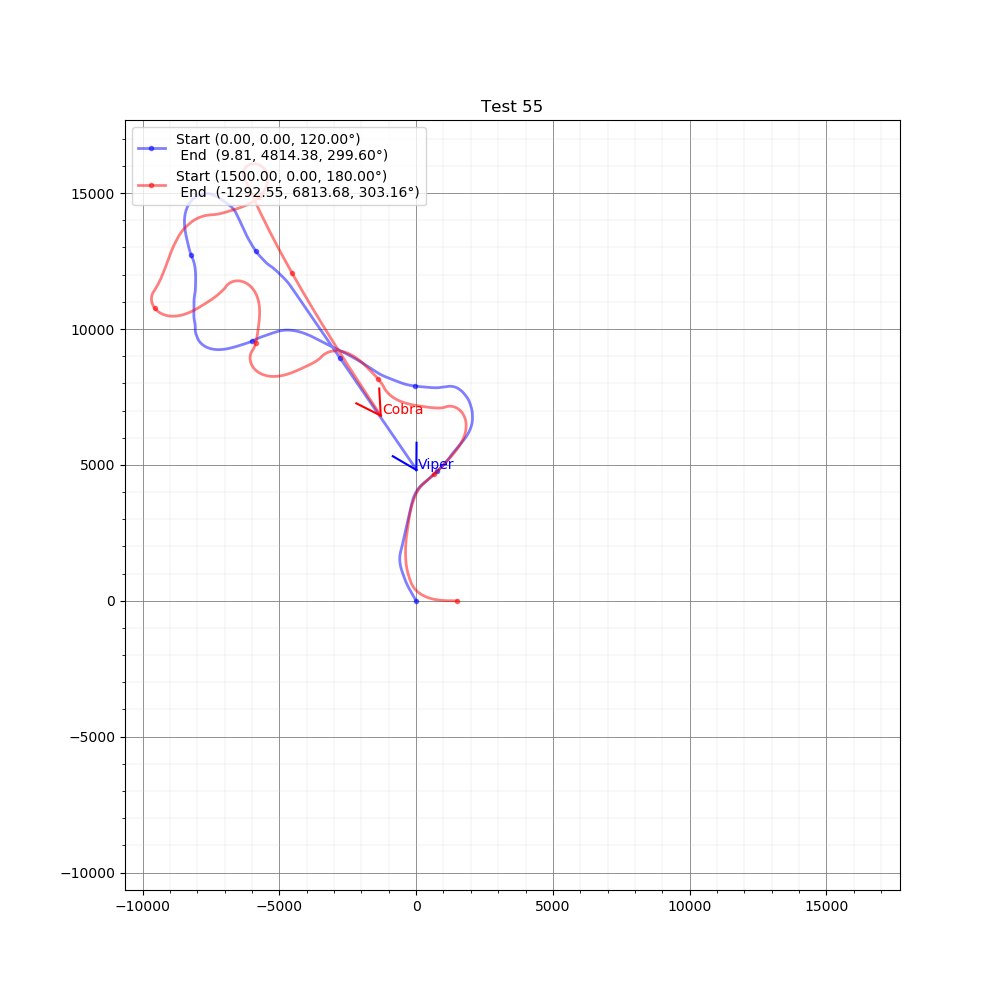 Test 55
Start (0.00, 0.00, 120.00°)
End (9.81, 4814.38, 299.60°)
Start (1500.00, 0.00, 180.00°)
End (-1292.55, 6813.68, 303.16°)
15000
10000
5000
0
−5000
−10000
Cobra
Viper
−10000 −5000 0 5000 10000 15000